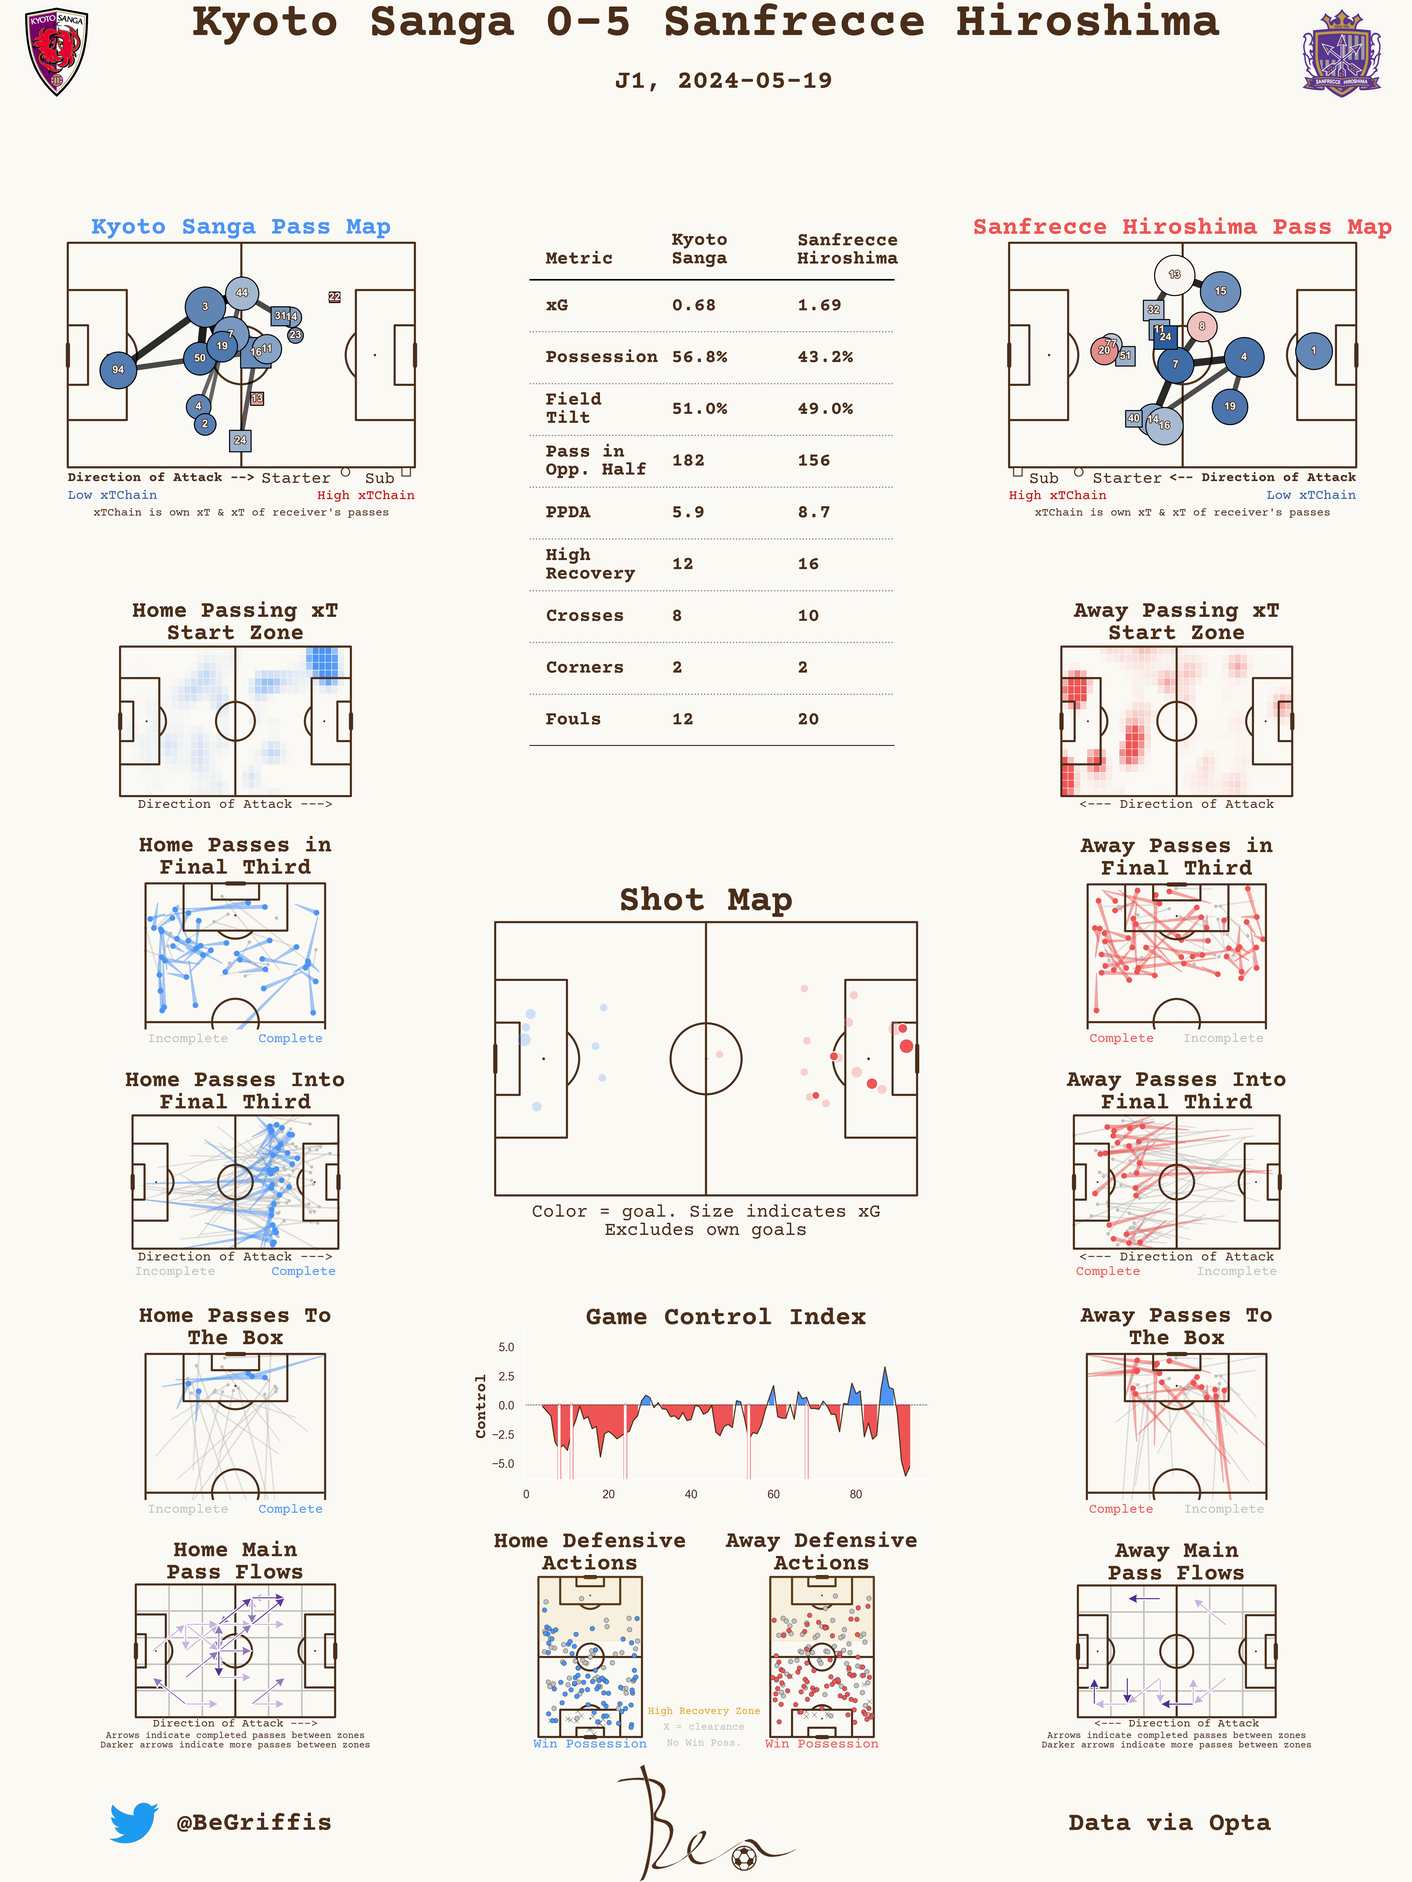 Kyoto Sanga 0-5 Sanfrecce Hiroshima
J1, 2024-05-19
KYOTO SANGA
SANFRECCE HIROSHIMA
Kyoto Sanga Pass Map
44
22
3
31
14
23
7
19
16
11
50
94
13
4
2
24
Direction of Attack --> Starter Sub
Low xTChain High xTChain
xTChain is own xT & xT of receiver's passes
Metric Kyoto Sanga Sanfrecce Hiroshima
xG 0.68 1.69
Possession 56.8% 43.2%
Field Tilt 51.0% 49.0%
Pass in Opp. Half 182 156
PPDA 5.9 8.7
High Recovery 12 16
Crosses 8 10
Corners 2 2
Fouls 12 20
Sanfrecce Hiroshima Pass Map
13
15
32
11
8
24
77
20
51
7
4
1
19
40
14
16
Sub Starter <-- Direction of Attack
High xTChain Low xTChain
xTChain is own xT & xT of receiver's passes
Home Passing xT
Start Zone
Direction of Attack --->
Away Passing xT
Start Zone
<--- Direction of Attack
Home Passes in
Final Third
Incomplete Complete
Shot Map
Color = goal. Size indicates xG
Excludes own goals
Away Passes in
Final Third
Complete Incomplete
Home Passes Into
Final Third
Direction of Attack --->
Incomplete Complete
Away Passes Into
Final Third
<--- Direction of Attack
Complete Incomplete
Home Passes To
The Box
Incomplete Complete
Game Control Index
Control
5.0
2.5
0.0
−2.5
−5.0
0 20 40 60 80
Away Passes To
The Box
Complete Incomplete
Home Main
Pass Flows
Direction of Attack --->
Arrows indicate completed passes between zones
Darker arrows indicate more passes between zones
Home Defensive
Actions
Win Possession
High Recovery Zone
X = clearance
No Win Poss.
Away Defensive
Actions
Win Possession
Away Main
Pass Flows
<--- Direction of Attack
Arrows indicate completed passes between zones
Darker arrows indicate more passes between zones
@BeGriffis
Ben
Data via Opta